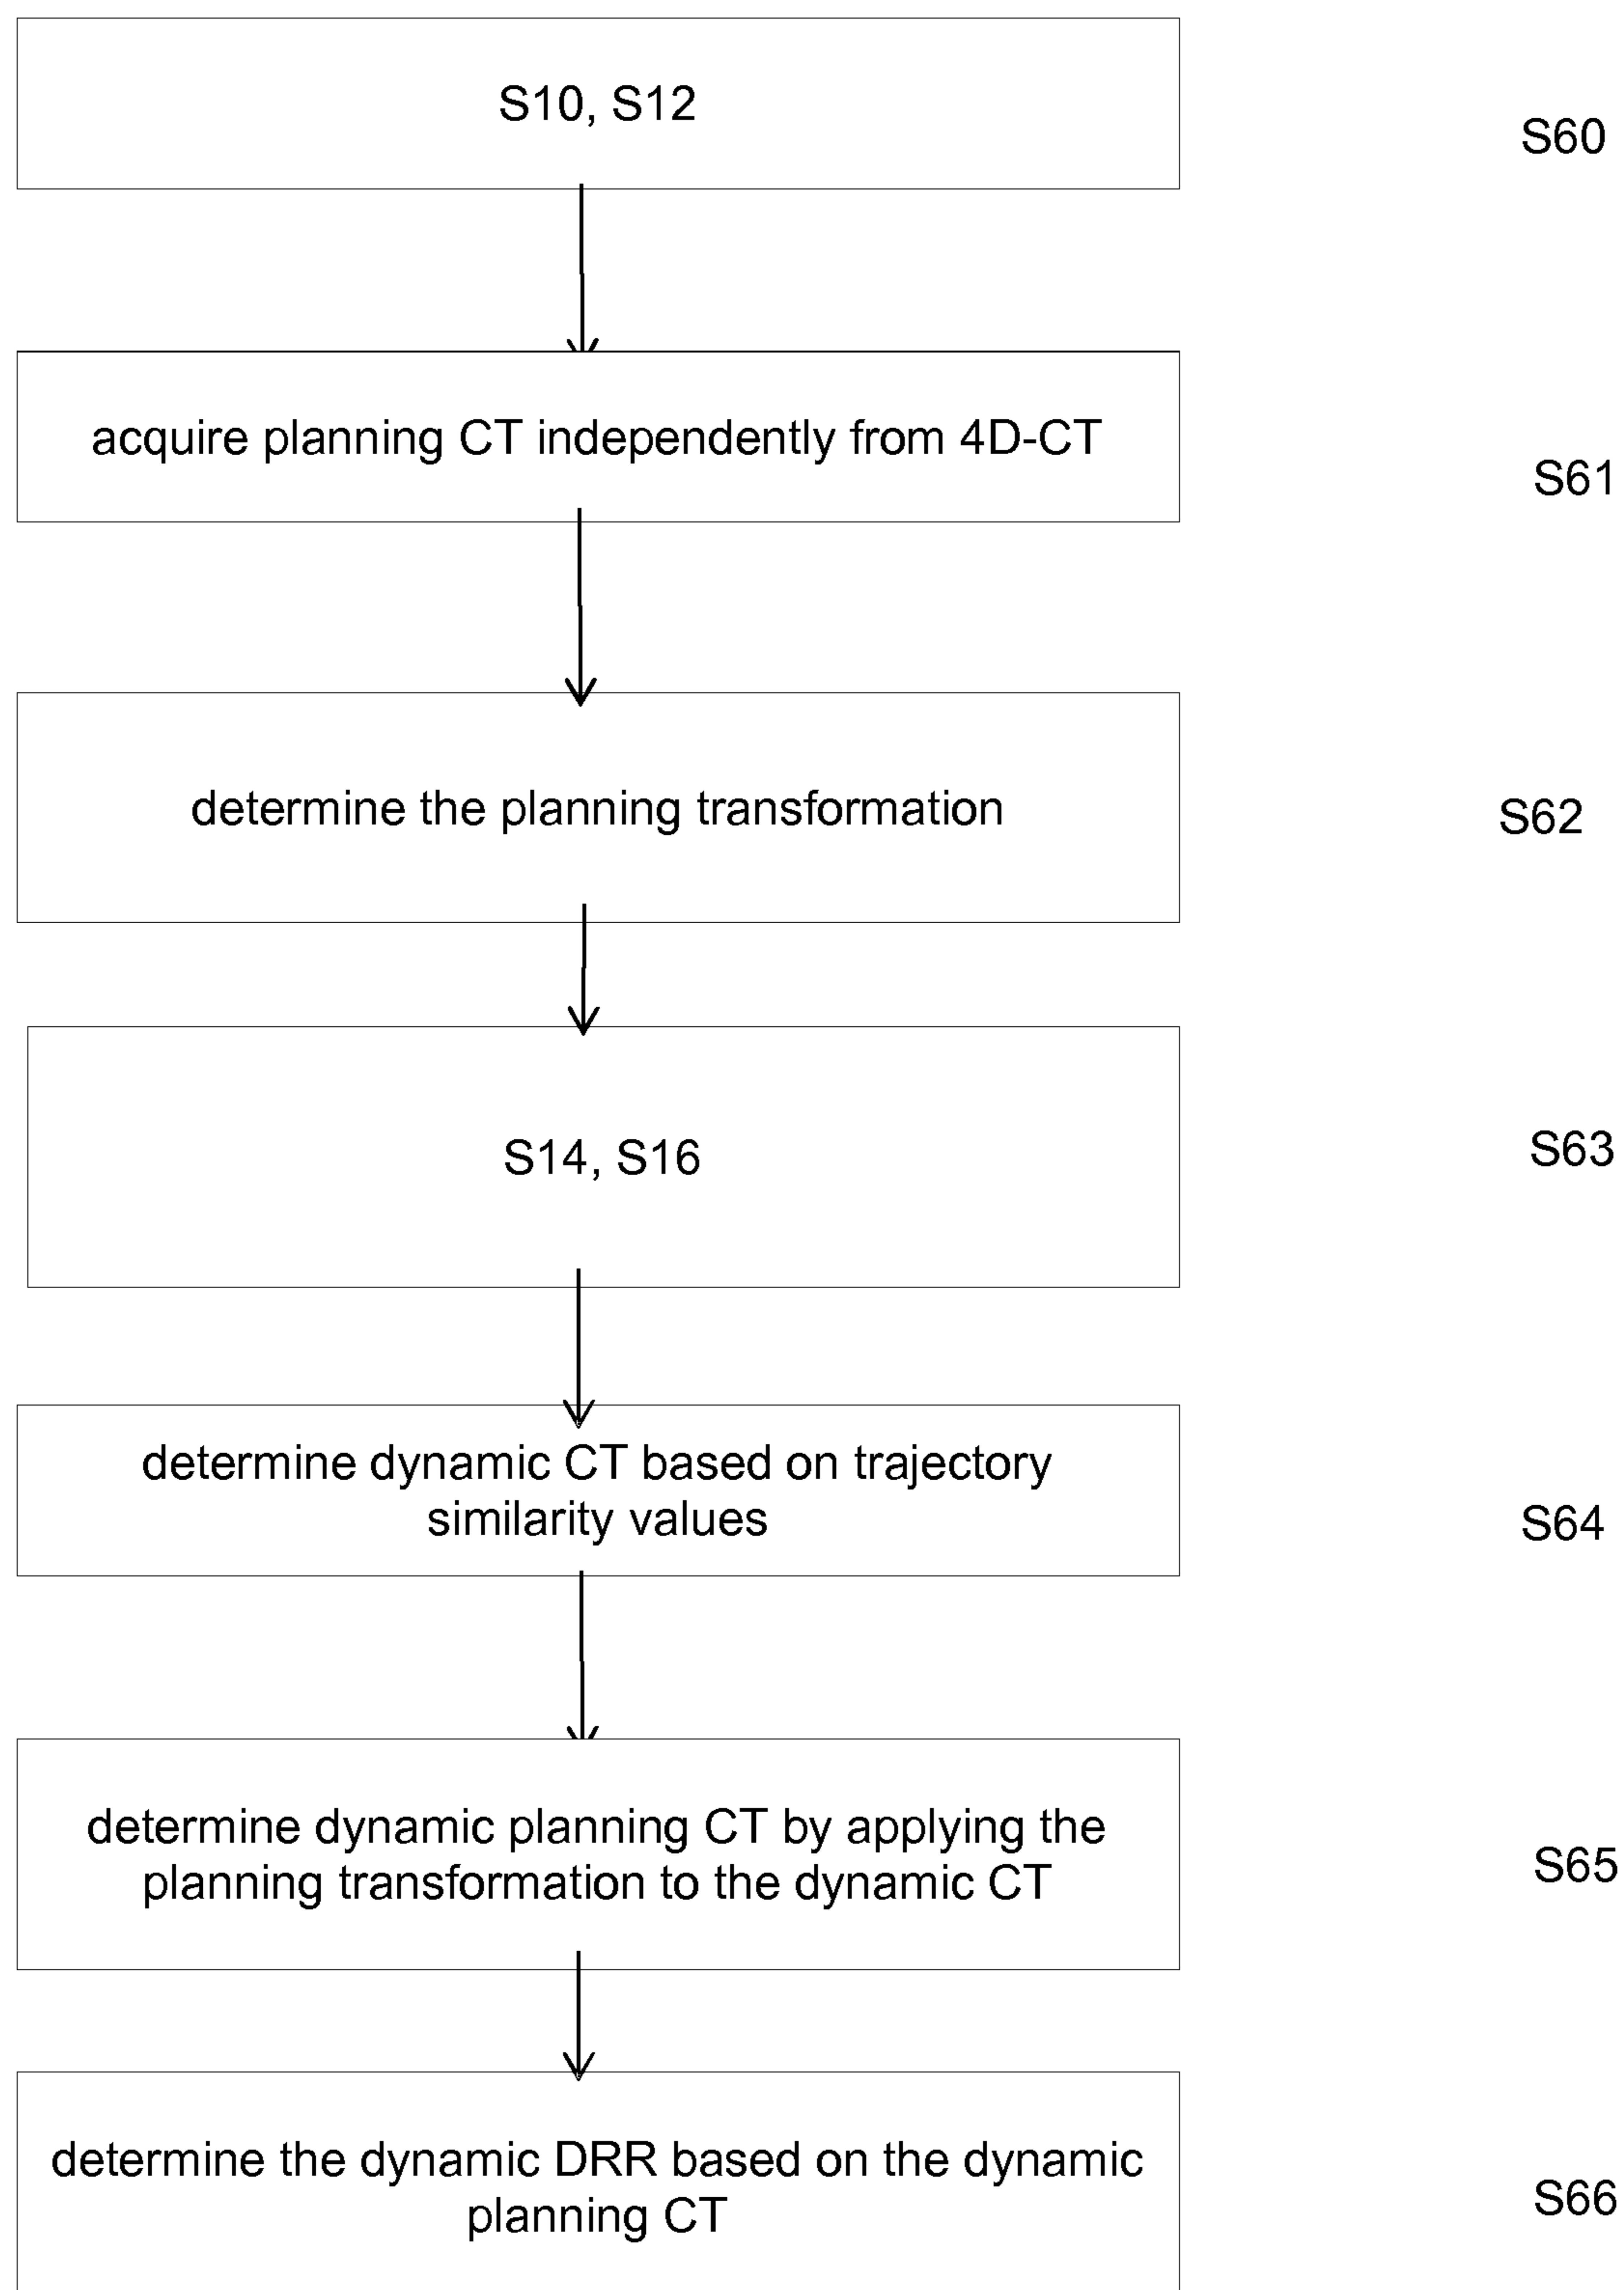 S10, S12
S60
acquire planning CT independently from 4D-CT
S61
determine the planning transformation
S62
S14, S16
S63
determine dynamic CT based on trajectory
similarity values
S64
determine dynamic planning CT by applying the
planning transformation to the dynamic CT
S65
determine the dynamic DRR based on the dynamic
planning CT
S66